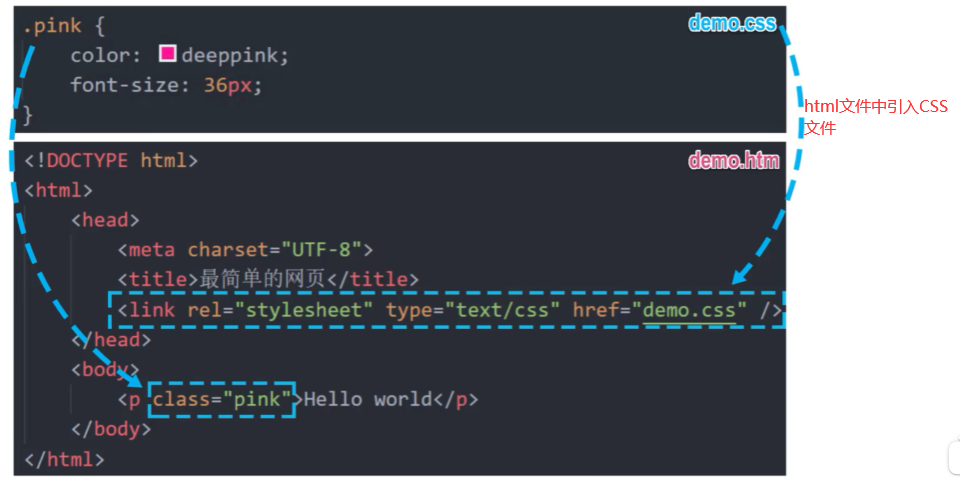 .pink {
demo.css
color: deeppink;
font-size: 36px;
}
html文件中引入CSS
文件
<!DOCTYPE html>
demo.htm
<html>
<head>
<meta charset="UTF-8">
<title>最简单的网页</title>
<link rel="stylesheet" type="text/css" href="demo.css" />
</head>
<body>
<p class="pink">Hello world</p>
</body>
</html>